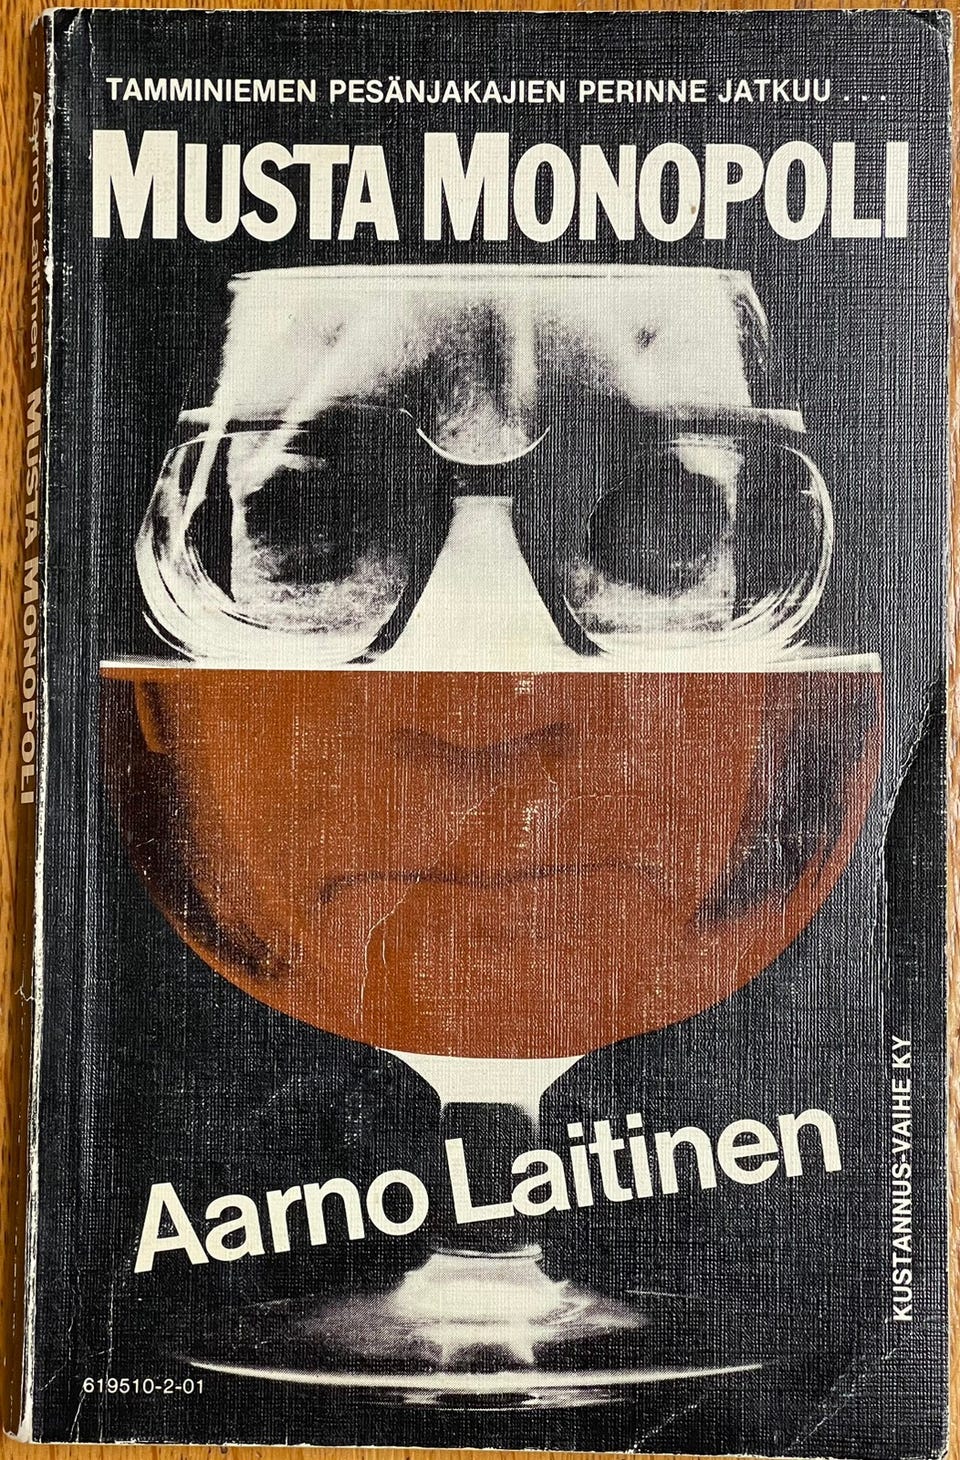 TAMMINIEMEN PESÄNJAKAJIEN PERINNE JATKUU . . .
MUSTA MONOPOLI
Aarno Laitinen
KUSTANNUS-VAIHE KY
619510-2-01
Aarno Laitinen MUSTA MONOPOLI